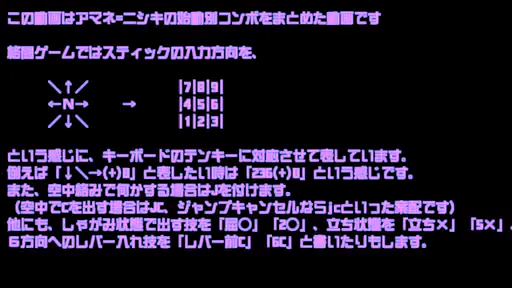 この動画はアマネ=ニシキの始動別コンボをまとめた動画です
格闘ゲームではスティックの入力方向を、
＼↑／ |7|8|9|
←N→ → |4|5|6|
／↓＼ |1|2|3|
という感じに、キーボードのテンキーに対応させて表しています。
例えば「↓＼→(+)D」と表したい時は「236(+)D」という感じです。
また、空中絡みで何かする場合はJを付けます。
（空中でCを出す場合はJC、ジャンプキャンセルならjcといった案配です）
他にも、しゃがみ状態で出す技を「屈〇」「2〇」、立ち状態を「立ち×」「5×」、
６方向へのレバー入れ技を「レバー前C」「6C」と書いたりもします。